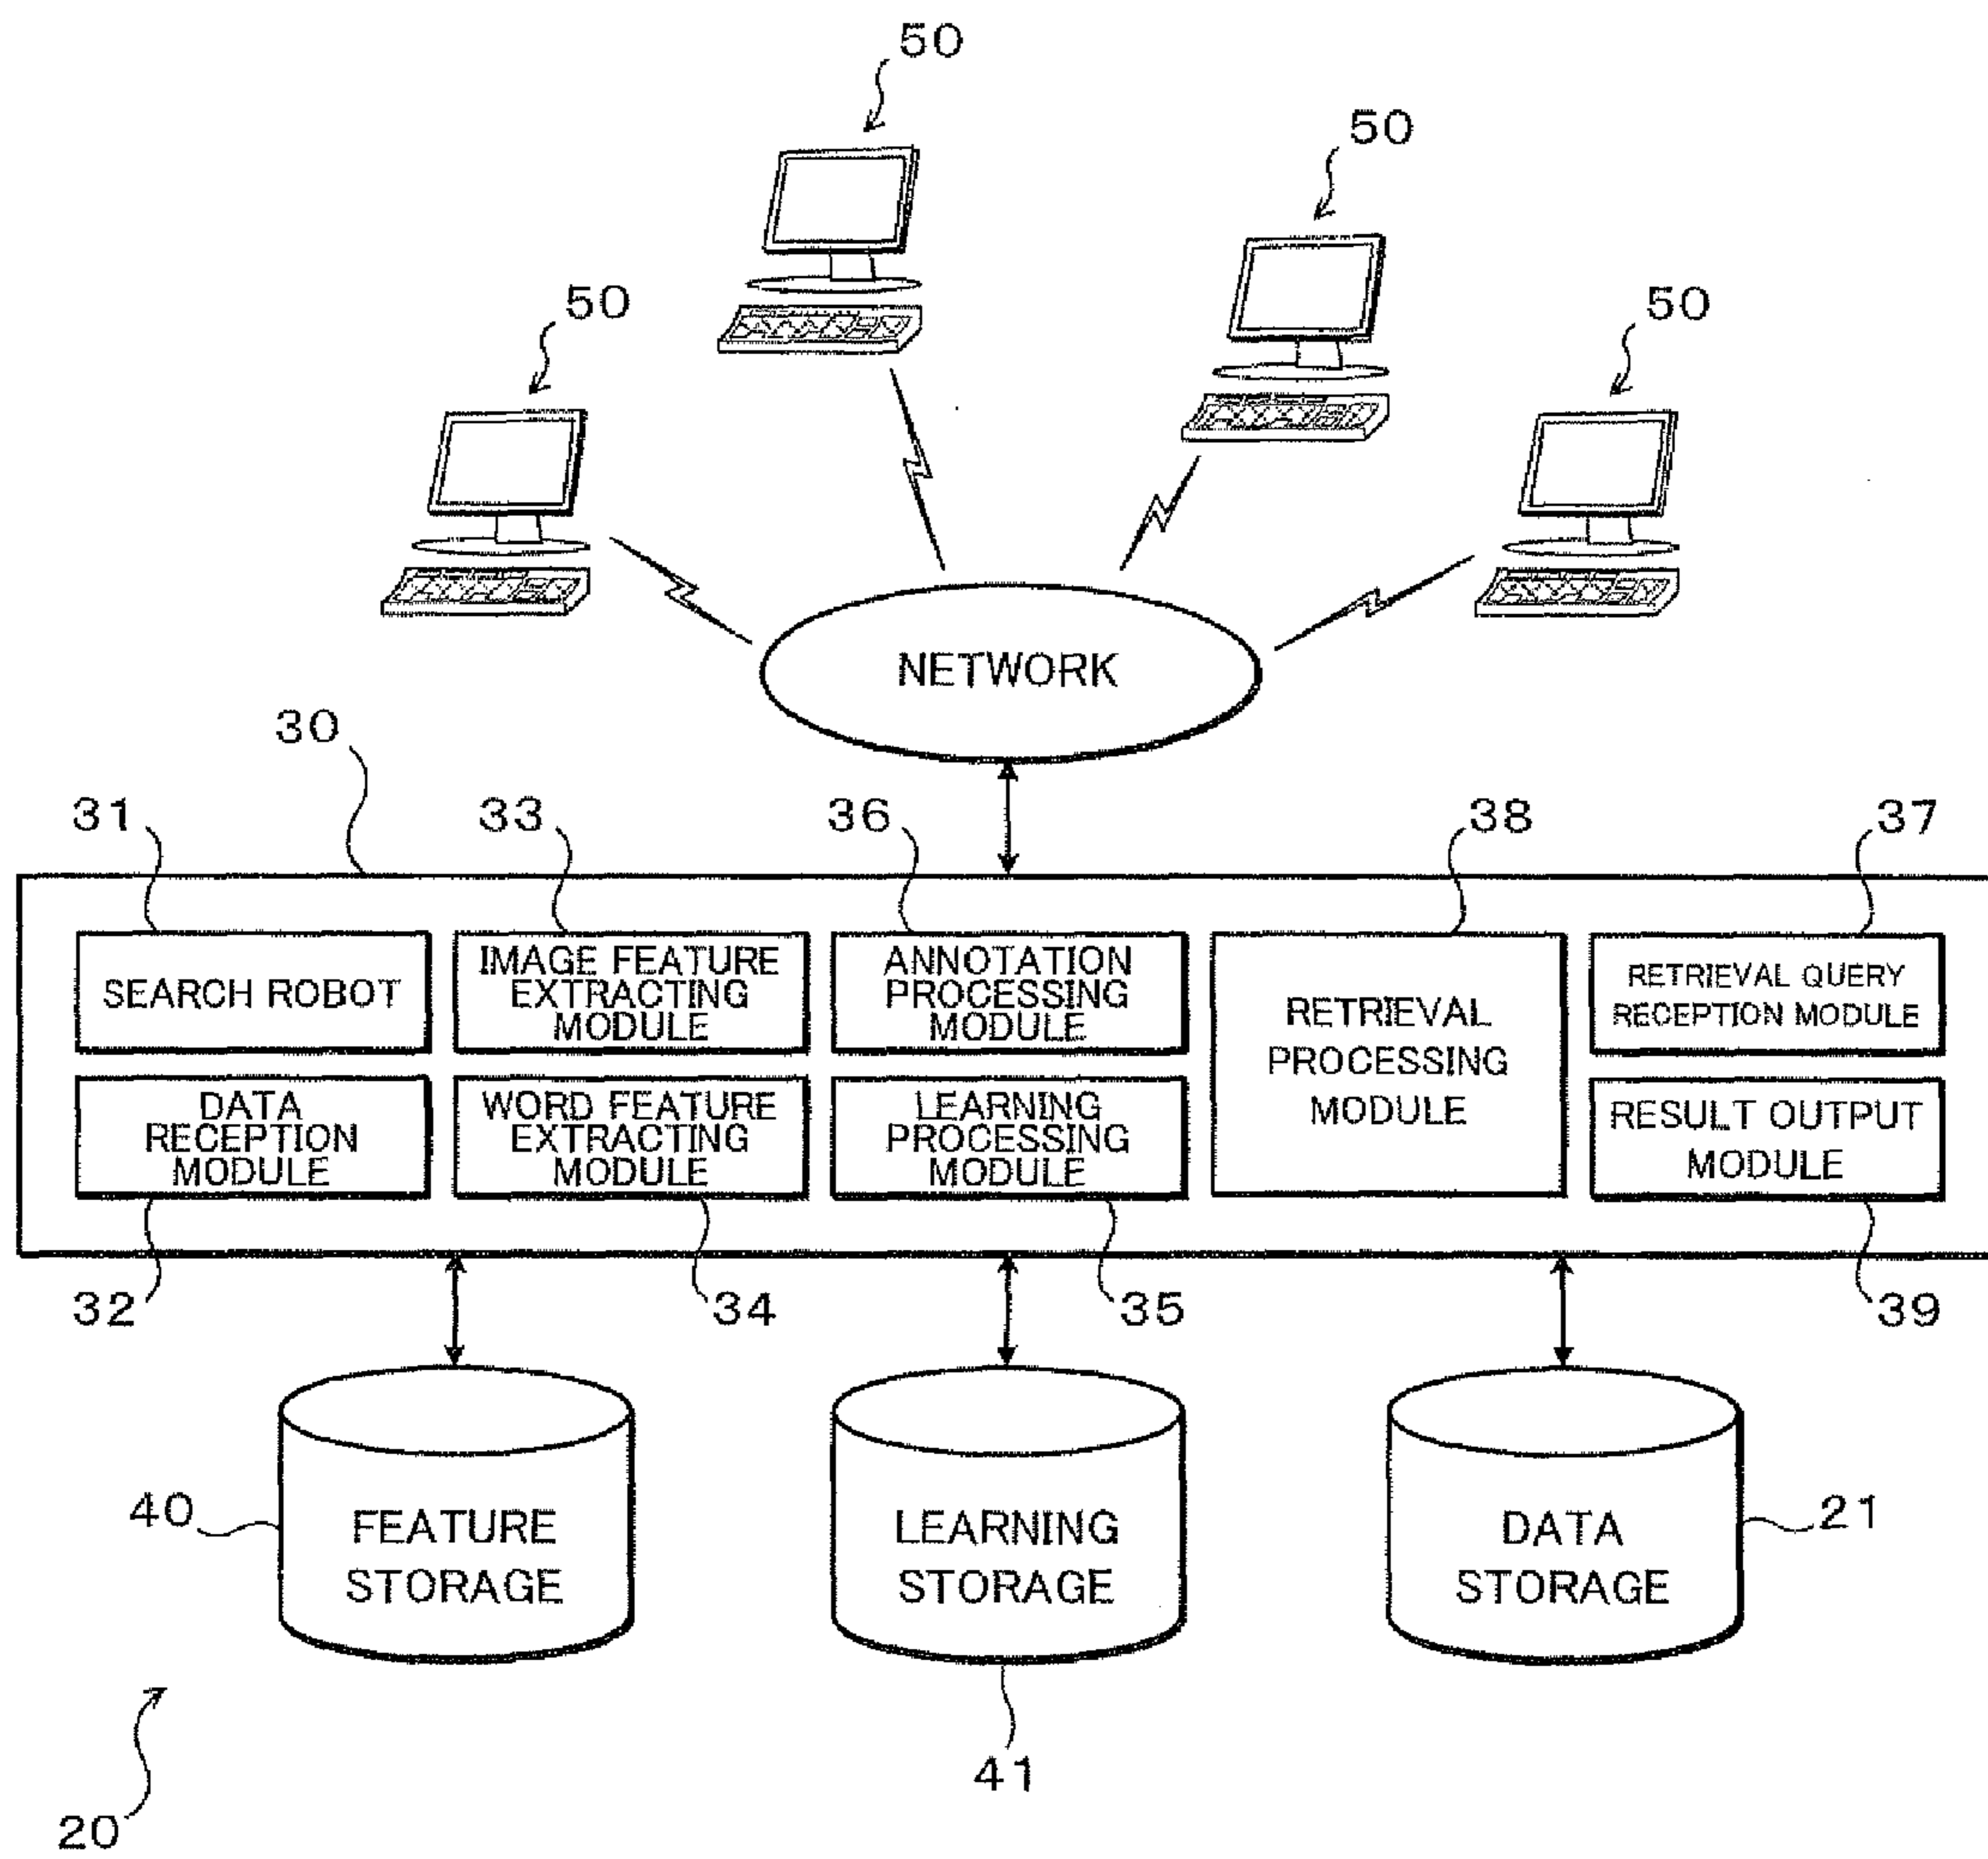 50
50
50
50
NETWORK
30
31
33
36
38
37
SEARCH ROBOT
IMAGE FEATURE
EXTRACTING
MODULE
ANNOTATION
PROCESSING
MODULE
RETRIEVAL
PROCESSING
MODULE
RETRIEVAL QUERY
RECEPTION MODULE
DATA
RECEPTION
MODULE
WORD FEATURE
EXTRACTING
MODULE
LEARNING
PROCESSING
MODULE
RESULT OUTPUT
MODULE
32
34
35
39
40
FEATURE
STORAGE
LEARNING
STORAGE
DATA
STORAGE
21
41
20